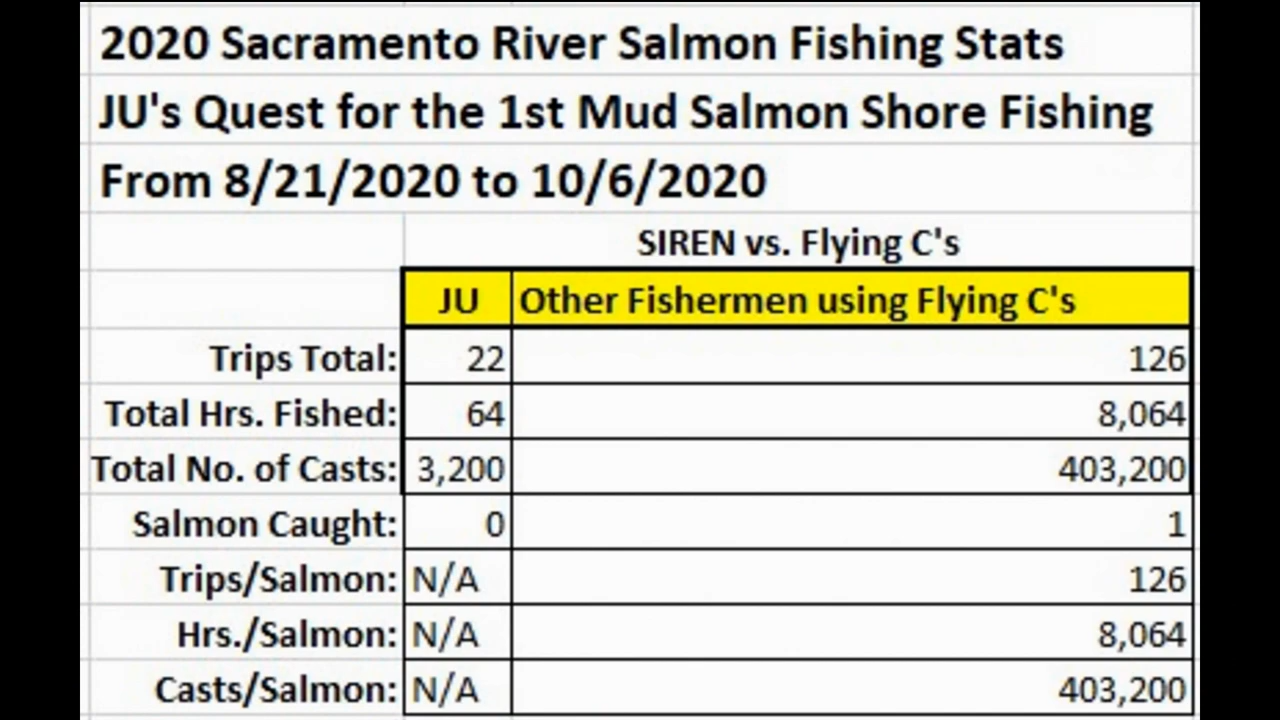 2020 Sacramento River Salmon Fishing Stats
JU's Quest for the 1st Mud Salmon Shore Fishing
From 8/21/2020 to 10/6/2020
SIREN vs. Flying C's
JU Other Fishermen using Flying C's
Trips Total: 22 126
Total Hrs. Fished: 64 8,064
Total No. of Casts: 3,200 403,200
Salmon Caught: 0 1
Trips/Salmon: N/A 126
Hrs./Salmon: N/A 8,064
Casts/Salmon: N/A 403,200